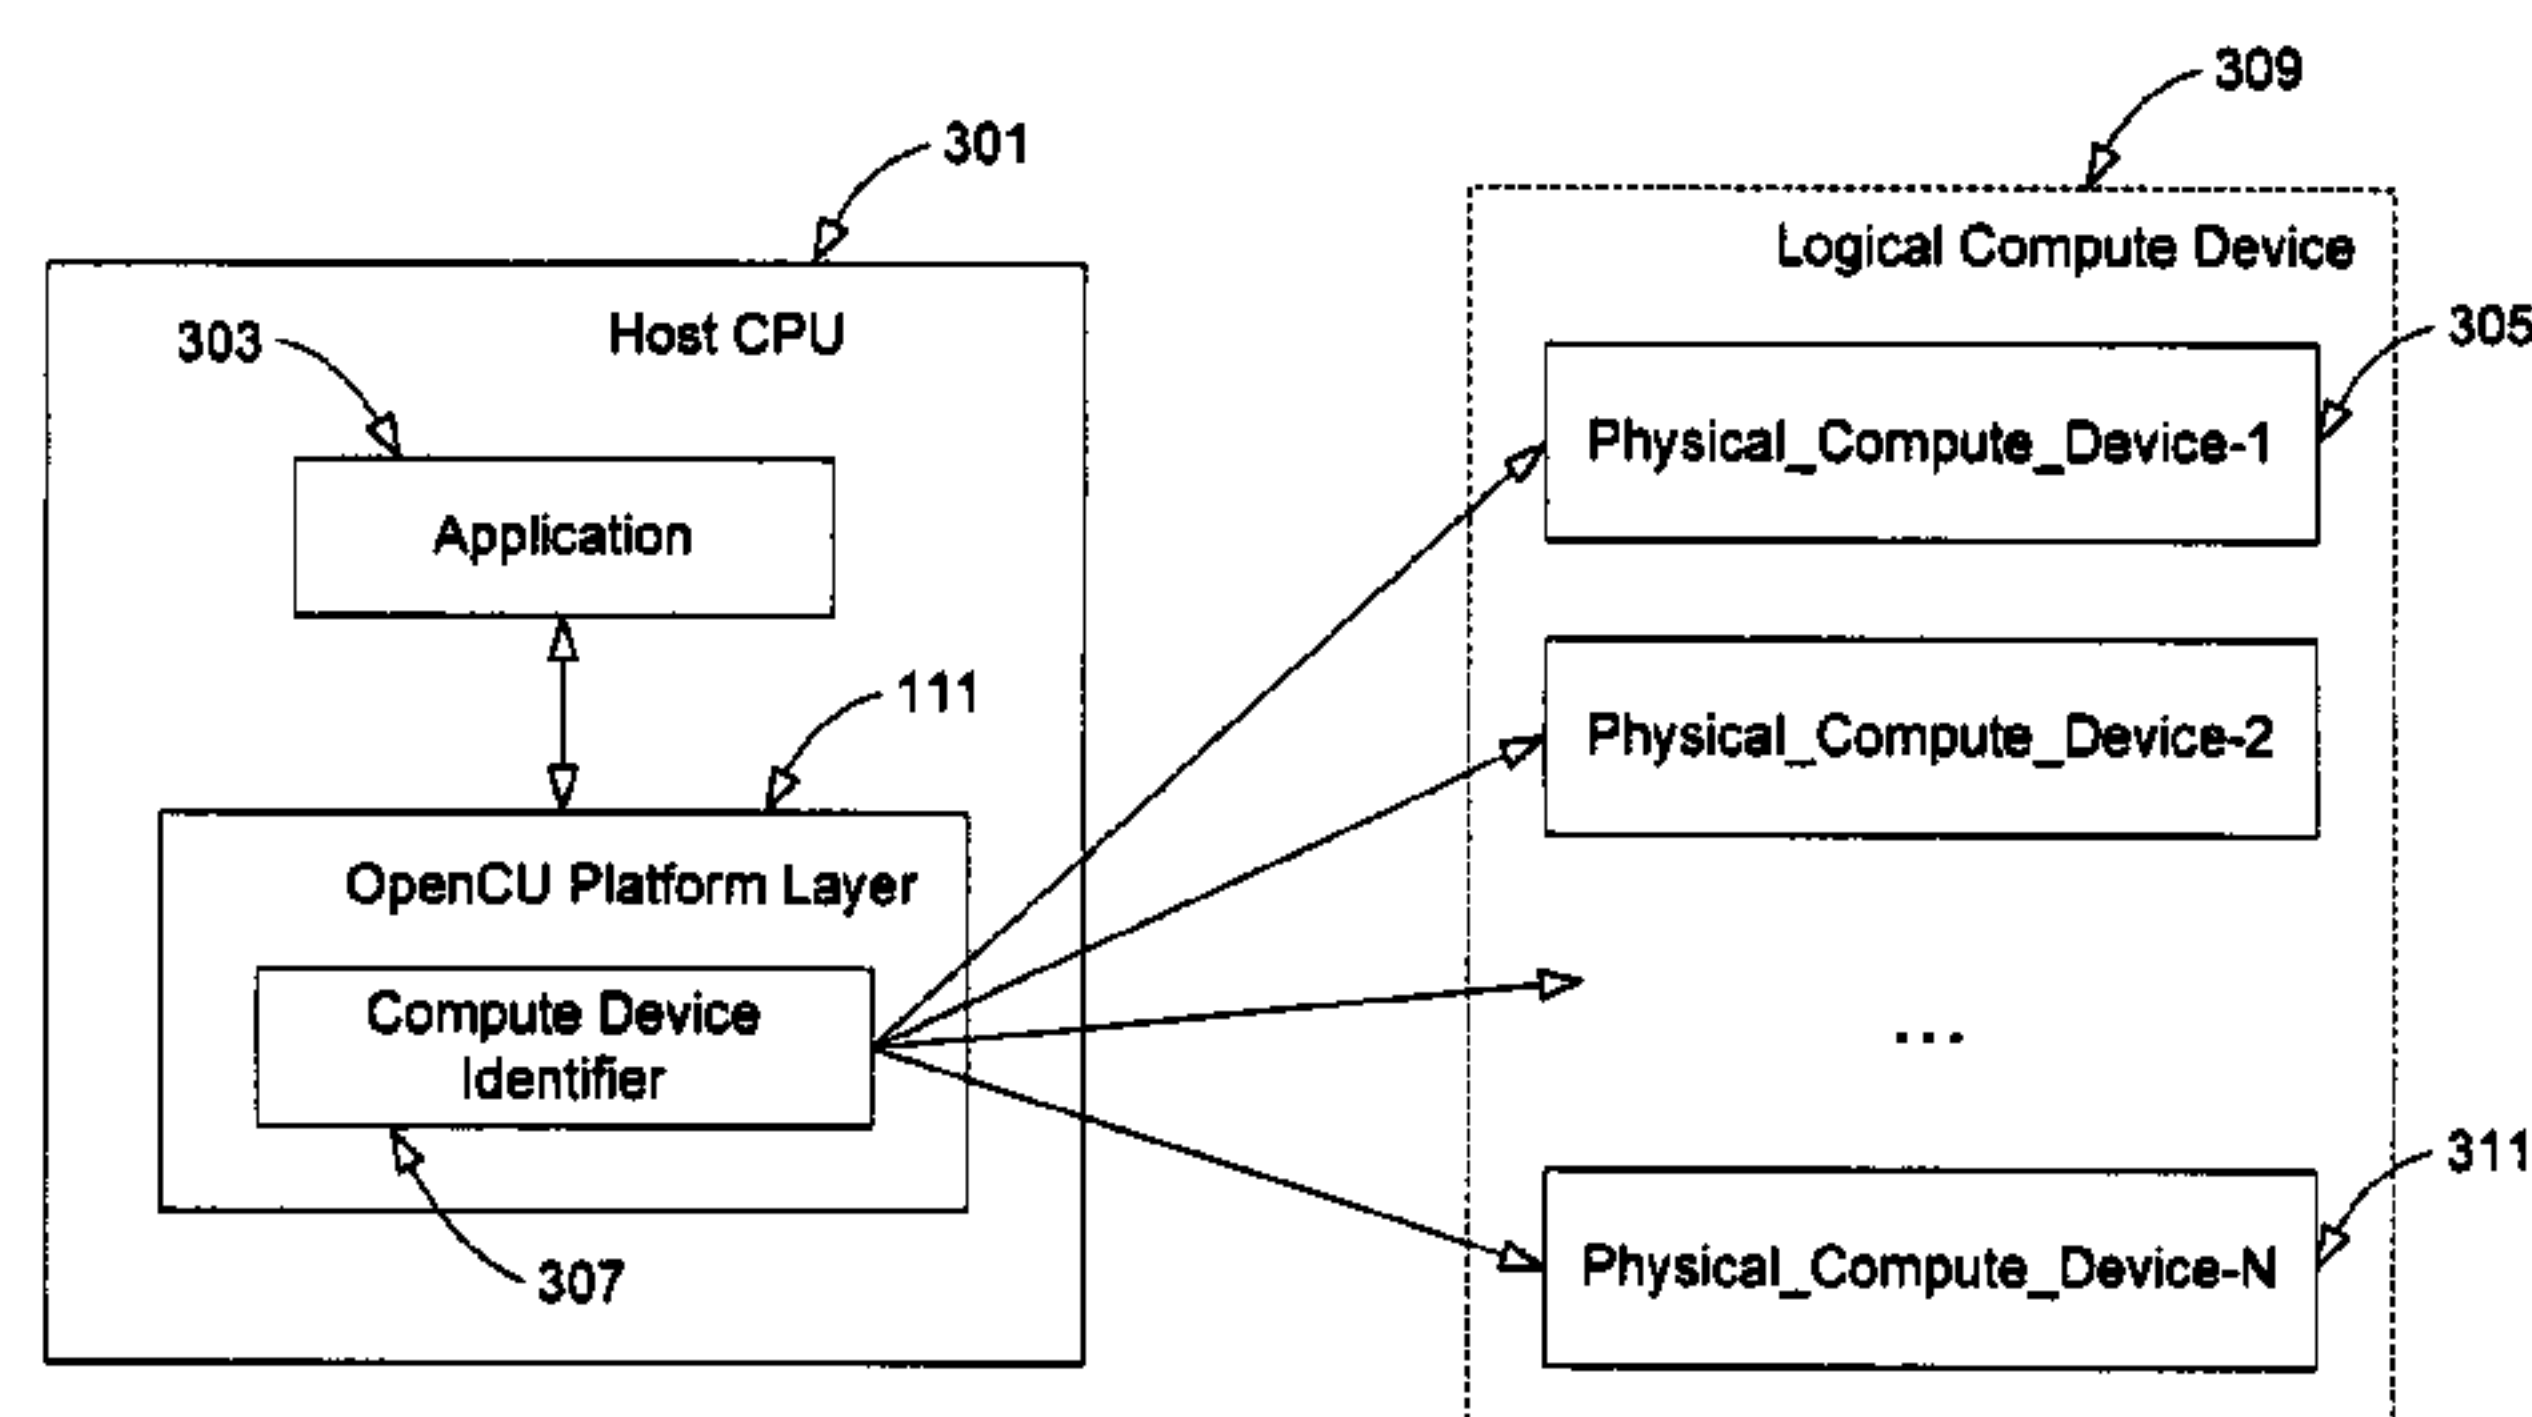 309
301
Logical Compute Device
Host CPU
303
305
Physical_Compute_Device-1
Application
111
Physical_Compute_Device-2
OpenCU Platform Layer
Compute Device
Identifier
...
311
307
Physical_Compute_Device-N